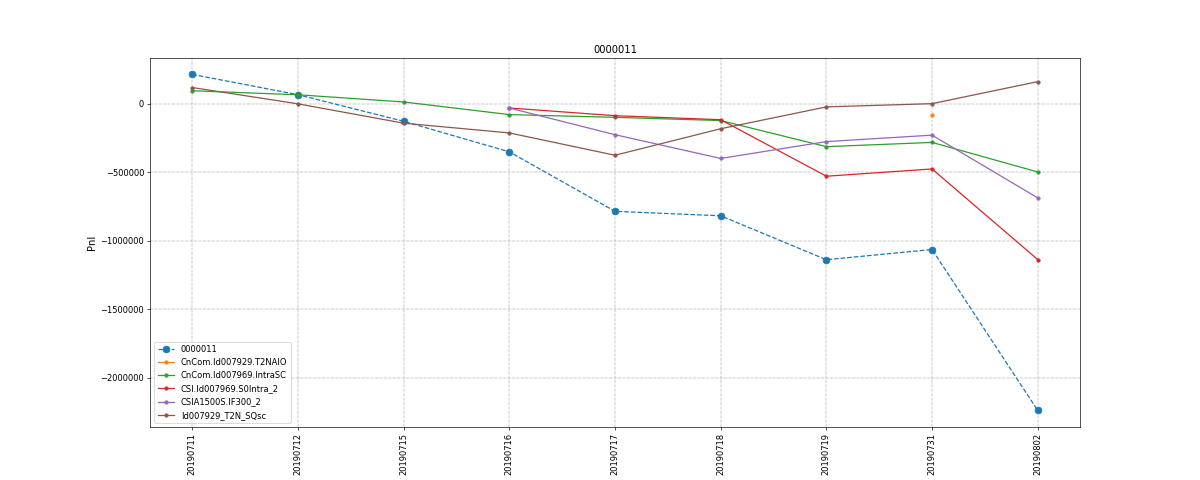 0000011
0
−500000
−1000000
−1500000
−2000000
Pnl
0000011
CnCom.Id007929.T2NAIO
CnCom.Id007969.IntraSC
CSI.Id007969.S0Intra_2
CSIA1500S.IF300_2
Id007929_T2N_SQsc
20190711
20190712
20190715
20190716
20190717
20190718
20190719
20190731
20190802